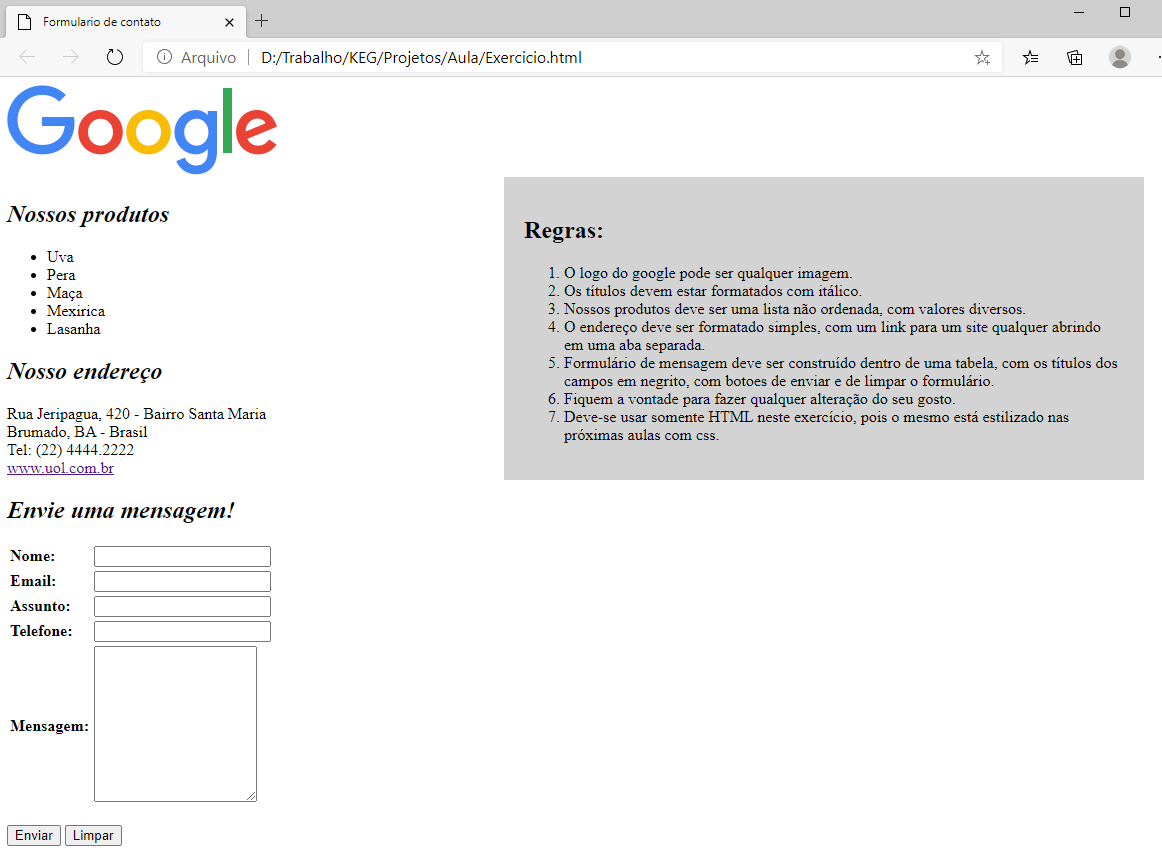 Formulario de contato
Arquivo D:/Trabalho/KEG/Projetos/Aula/Exercicio.html
Google
Nossos produtos
Uva
Pera
Maça
Mexirica
Lasanha
Nosso endereço
Rua Jeripagua, 420 - Bairro Santa Maria
Brumado, BA - Brasil
Tel: (22) 4444.2222
www.uol.com.br
Envie uma mensagem!
Nome:
Email:
Assunto:
Telefone:
Mensagem:
Enviar Limpar
Regras:
1. O logo do google pode ser qualquer imagem.
2. Os títulos devem estar formatados com itálico.
3. Nossos produtos deve ser uma lista não ordenada, com valores diversos.
4. O endereço deve ser formatado simples, com um link para um site qualquer abrindo
em uma aba separada.
5. Formulário de mensagem deve ser construído dentro de uma tabela, com os títulos dos
campos em negrito, com botoes de enviar e de limpar o formulário.
6. Fiquem a vontade para fazer qualquer alteração do seu gosto.
7. Deve-se usar somente HTML neste exercício, pois o mesmo está estilizado nas
próximas aulas com css.